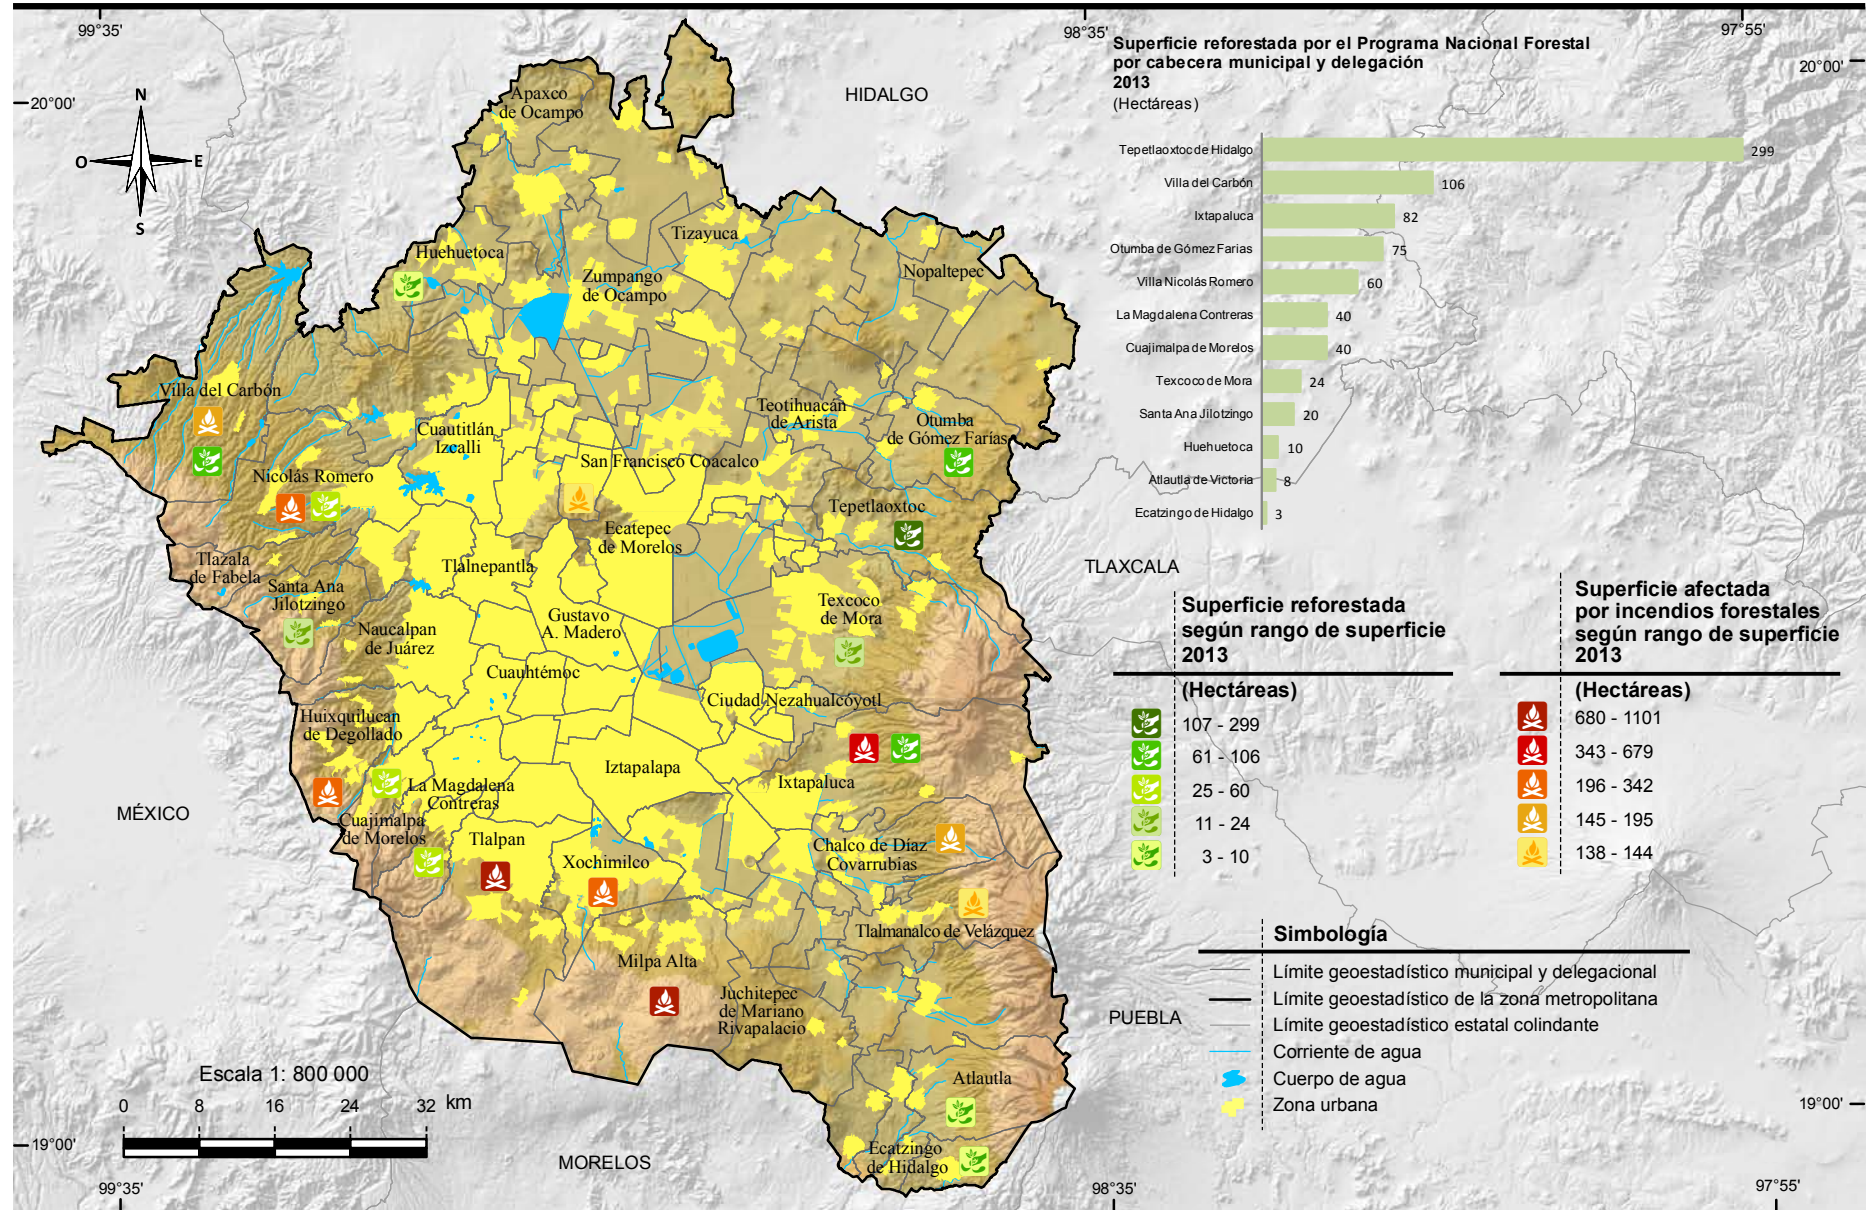 99°35'
98°35'
97°55'
20°00'
20°00'
N
O
E
S
HIDALGO
Superficie reforestada por el Programa Nacional Forestal
por cabecera municipal y delegación
2013
(Hectáreas)
Tepetlaoxtoc de Hidalgo 299
Villa del Carbón 106
Ixtapaluca 82
Otumba de Gómez Farias 75
Villa Nicolás Romero 60
La Magdalena Contreras 40
Cuajimalpa de Morelos 40
Texcoco de Mora 24
Santa Ana Jilotzingo 20
Huehuetoca 10
Atlautla de Victoria 8
Ecatzingo de Hidalgo 3
Apaxco
de Ocampo
Huehuetoca
Tizayuca
Zumpango
de Ocampo
Nopaltepec
Villa del Carbón
Teotihuacán
de Arista
Otumba
de Gómez Farías
Cuautitlán
Izcalli
San Francisco Coacalco
Nicolás Romero
Tepetlaoxtoc
Ecatepec
de Morelos
Tlazala
de Fabela
Tlalnepantla
Santa Ana
Jilotzingo
Gustavo
A. Madero
Texcoco
de Mora
Naucalpan
de Juárez
Cuauhtémoc
Ciudad Nezahualcóyotl
Huixquilucan
de Degollado
Iztapalapa
Ixtapaluca
La Magdalena
Contreras
Cuajimalpa
de Morelos
Tlalpan
Xochimilco
Chalco de Díaz
Covarrubias
Tlalmanalco de Velázquez
Milpa Alta
Juchitepec
de Mariano
Rivapalacio
Atlautla
Ecatzingo
de Hidalgo
MÉXICO
TLAXCALA
PUEBLA
MORELOS
Superficie reforestada
según rango de superficie
2013
(Hectáreas)
107 - 299
61 - 106
25 - 60
11 - 24
3 - 10
Superficie afectada
por incendios forestales
según rango de superficie
2013
(Hectáreas)
680 - 1101
343 - 679
196 - 342
145 - 195
138 - 144
Simbología
Límite geoestadístico municipal y delegacional
Límite geoestadístico de la zona metropolitana
Límite geoestadístico estatal colindante
Corriente de agua
Cuerpo de agua
Zona urbana
Escala 1: 800 000
0 8 16 24 32 km
19°00'
19°00'
99°35'
98°35'
97°55'